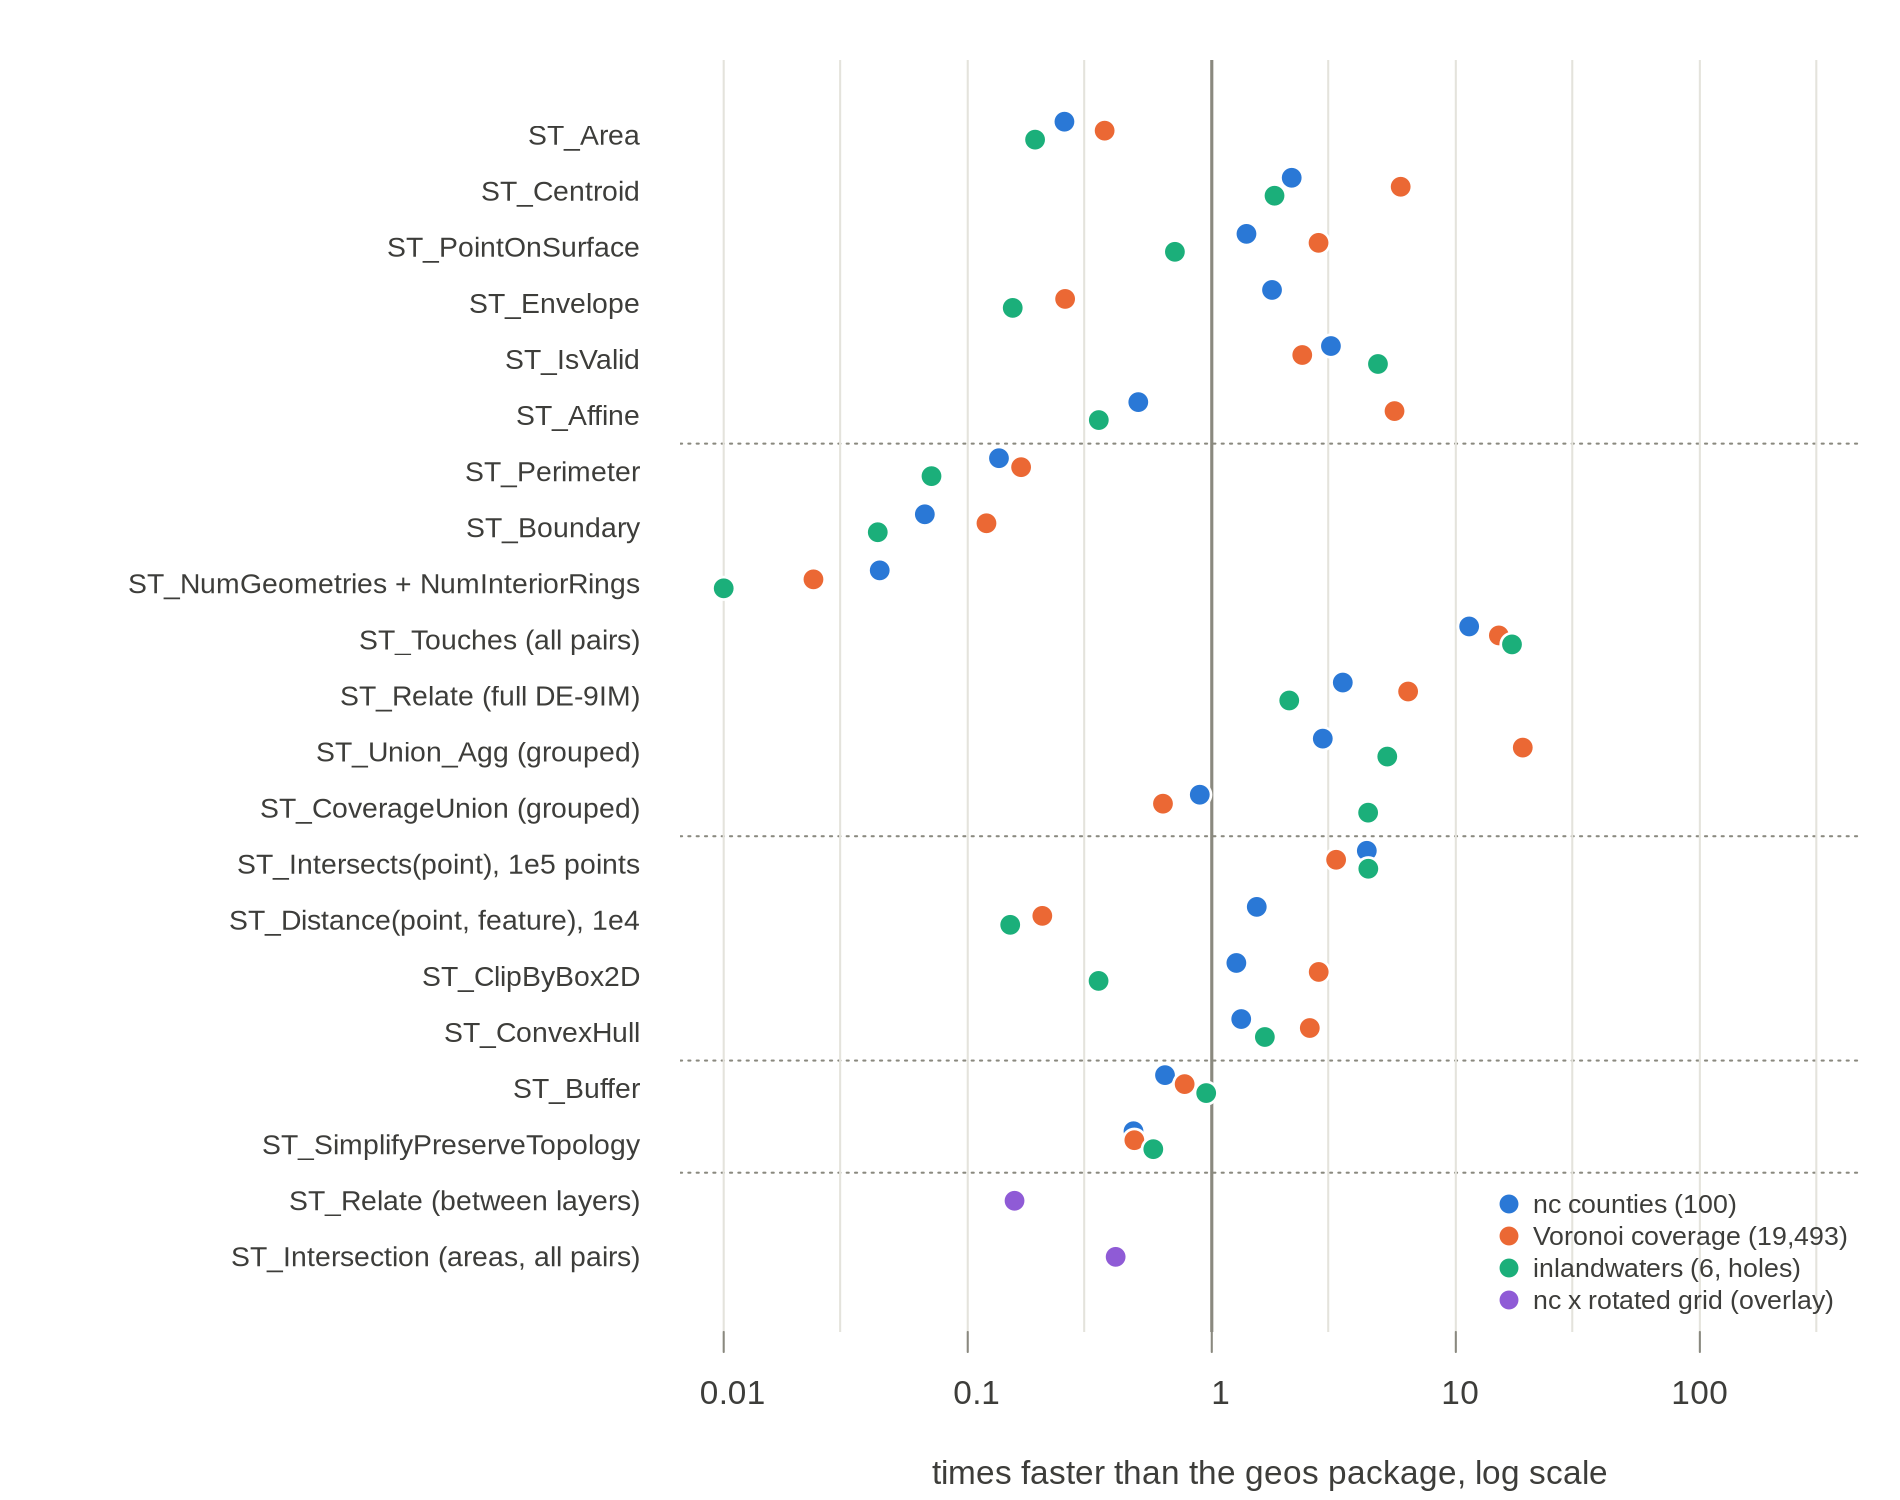 ST_Area
ST_Centroid
ST_PointOnSurface
ST_Envelope
ST_IsValid
ST_Affine
ST_Perimeter
ST_Boundary
ST_NumGeometries + NumInteriorRings
ST_Touches (all pairs)
ST_Relate (full DE-9IM)
ST_Union_Agg (grouped)
ST_CoverageUnion (grouped)
ST_Intersects(point), 1e5 points
ST_Distance(point, feature), 1e4
ST_ClipByBox2D
ST_ConvexHull
ST_Buffer
ST_SimplifyPreserveTopology
ST_Relate (between layers)
ST_Intersection (areas, all pairs)
nc counties (100)
Voronoi coverage (19,493)
inlandwaters (6, holes)
nc x rotated grid (overlay)
0.01 0.1 1 10 100
times faster than the geos package, log scale